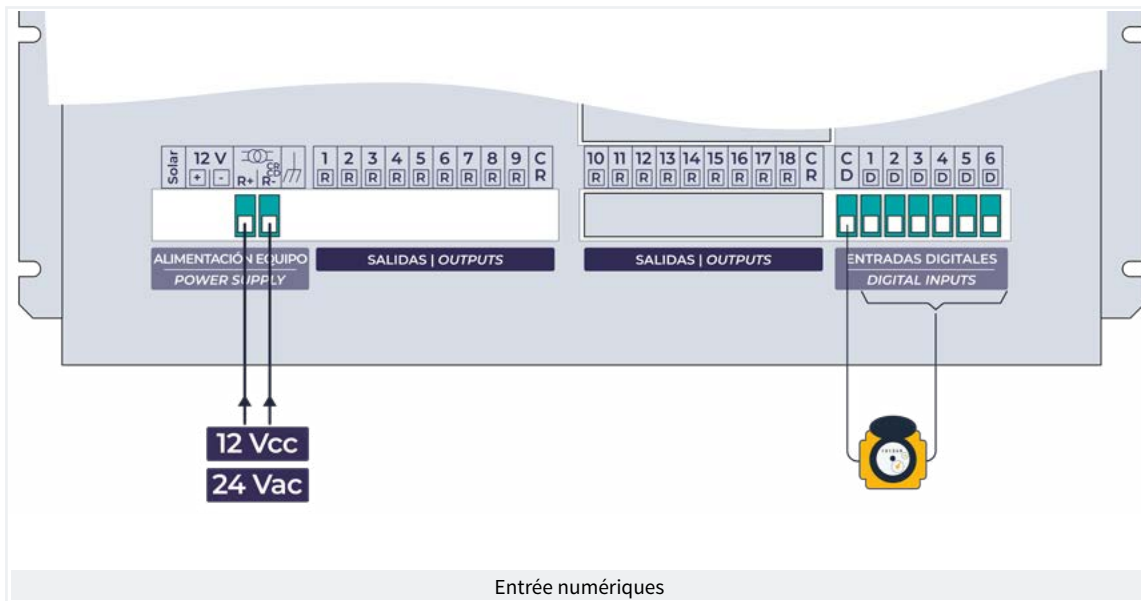 Solar 12 V + - R+ R- CR CD
1 2 3 4 5 6 7 8 9 C
R R R R R R R R R R
10 11 12 13 14 15 16 17 18 C
R R R R R R R R R R
C 1 2 3 4 5 6
D D D D D D D
ALIMENTACIÓN EQUIPO
POWER SUPPLY
SALIDAS | OUTPUTS
SALIDAS | OUTPUTS
ENTRADAS DIGITALES
DIGITAL INPUTS
12 Vcc
24 Vac
Entrée numériques